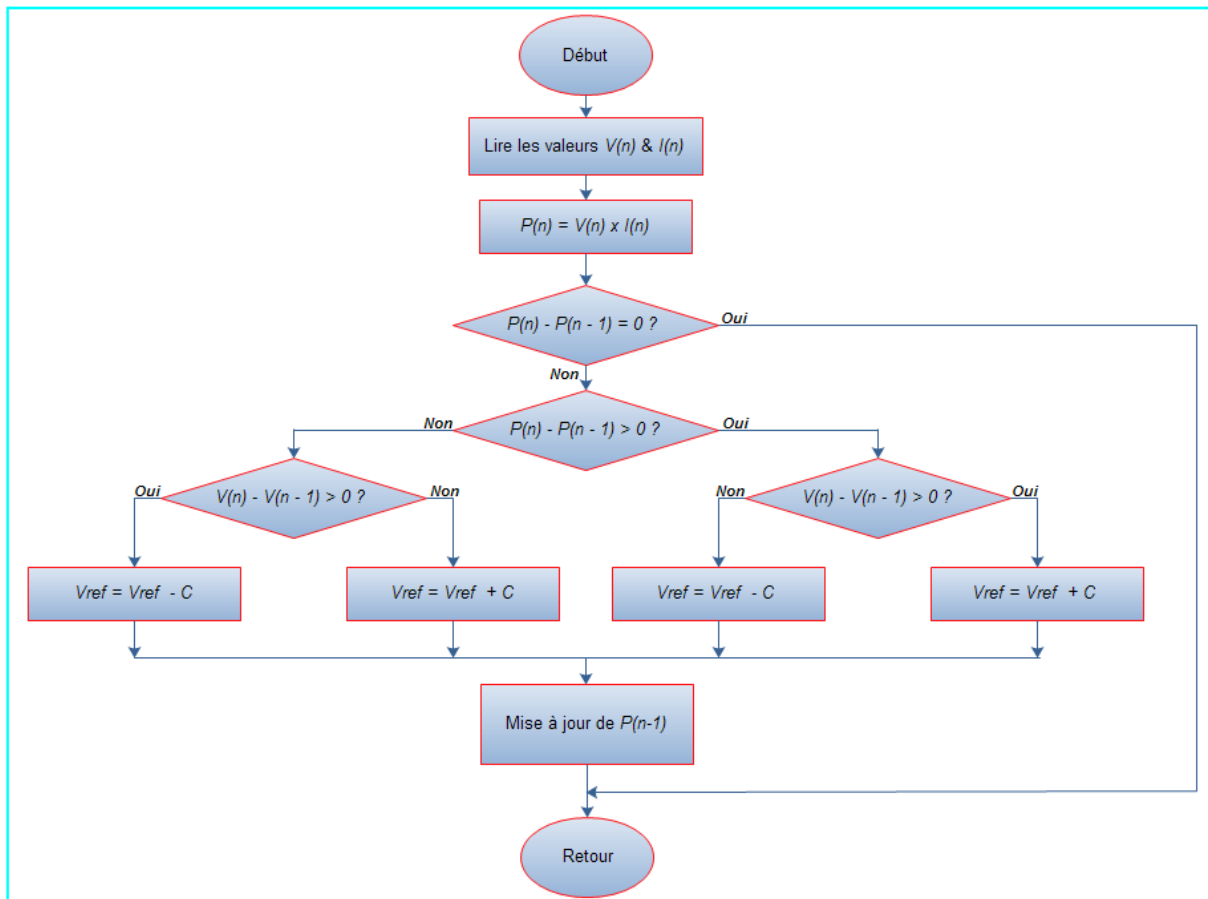 Début
Lire les valeurs V(n) & I(n)
P(n) = V(n) x I(n)
P(n) - P(n - 1) = 0 ?
Oui
Non
Non
P(n) - P(n - 1) > 0 ?
Oui
Oui
V(n) - V(n - 1) > 0 ?
Non
Non
V(n) - V(n - 1) > 0 ?
Oui
Vref = Vref - C
Vref = Vref + C
Vref = Vref - C
Vref = Vref + C
Mise à jour de P(n-1)
Retour